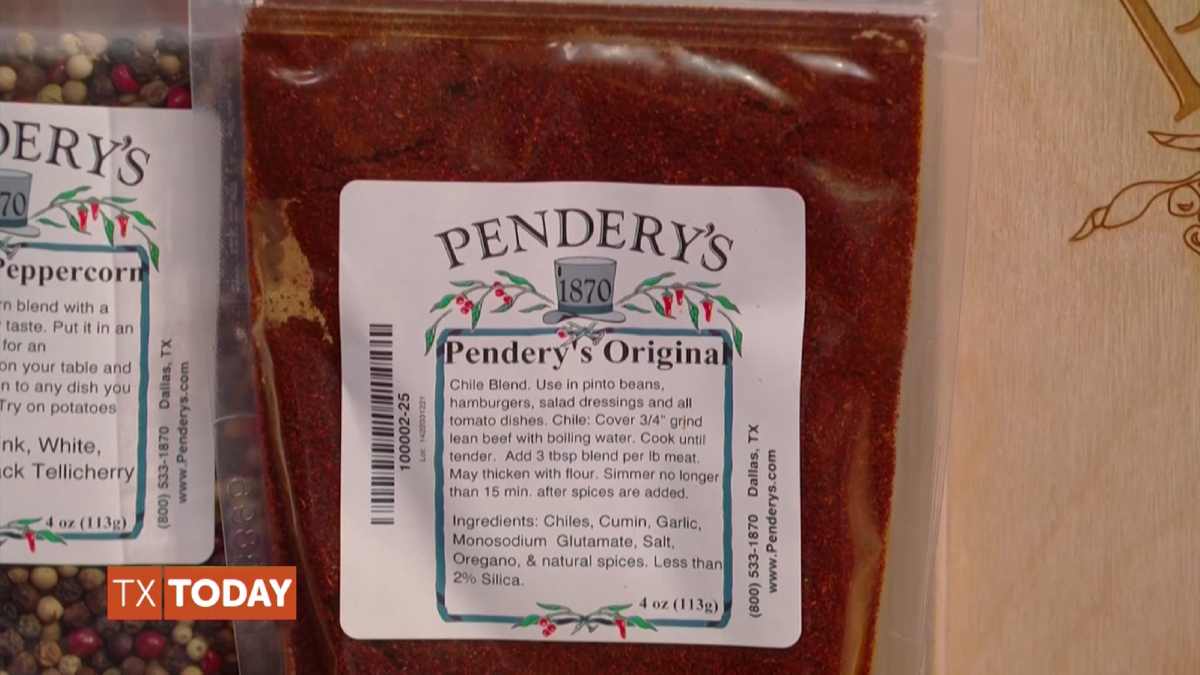 DERY'S
70
Peppercorn
rn blend with a
taste. Put it in an
for an
on your table and
n to any dish you
Try on potatoes
ink, White,
ck Tellicherry
4 oz (113g)
(800) 533-1870 Dallas, TX
www.Penderys.com
PENDERY'S
1870
Pendery's Original
Chile Blend. Use in pinto beans,
hamburgers, salad dressings and all
tomato dishes. Chile: Cover 3/4" grind
lean beef with boiling water. Cook until
tender. Add 3 tbsp blend per lb meat.
May thicken with flour. Simmer no longer
than 15 min. after spices are added.
Ingredients: Chiles, Cumin, Garlic,
Monosodium Glutamate, Salt,
Oregano, & natural spices. Less than
2% Silica.
4 oz (113g)
100002-25
(800) 533-1870 Dallas, TX
www.Penderys.com
TX TODAY